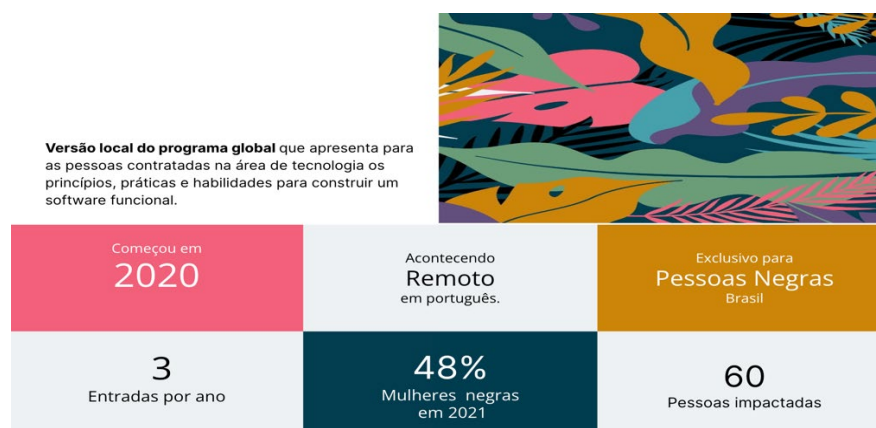 Versão local do programa global que apresenta para
as pessoas contratadas na área de tecnologia os
princípios, práticas e habilidades para construir um
software funcional.
Começou em
2020
Acontecendo
Remoto
em português.
Exclusivo para
Pessoas Negras
Brasil
3
Entradas por ano
48%
Mulheres negras
em 2021
60
Pessoas impactadas